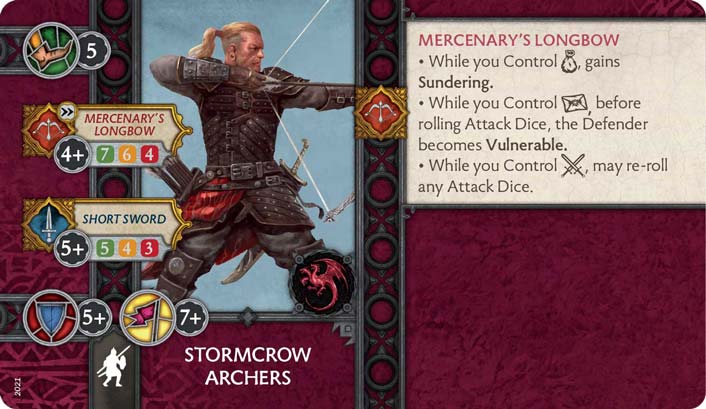 5
MERCENARY'S
LONGBOW
4+ 7 6 4
SHORT SWORD
5+ 5 4 3
5+ 7+
STORMCROW
ARCHERS
2021
MERCENARY'S LONGBOW
• While you Control , gains
Sundering.
• While you Control , before
rolling Attack Dice, the Defender
becomes Vulnerable.
• While you Control , may re-roll
any Attack Dice.